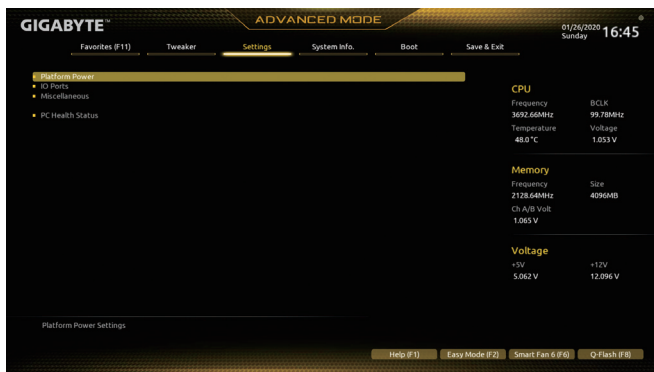 GIGABYTE™
ADVANCED MODE
01/26/2020
Sunday
16:45
Favorites (F11) Tweaker Settings System Info. Boot Save & Exit
Platform Power
IO Ports
Miscellaneous
PC Health Status
CPU
Frequency BCLK
3692.66MHz 99.78MHz
Temperature Voltage
48.0 °C 1.053 V
Memory
Frequency Size
2128.64MHz 4096MB
Ch A/B Volt
1.065 V
Voltage
+5V +12V
5.062 V 12.096 V
Platform Power Settings
Help (F1) Easy Mode (F2) Smart Fan 6 (F6) Q-Flash (F8)